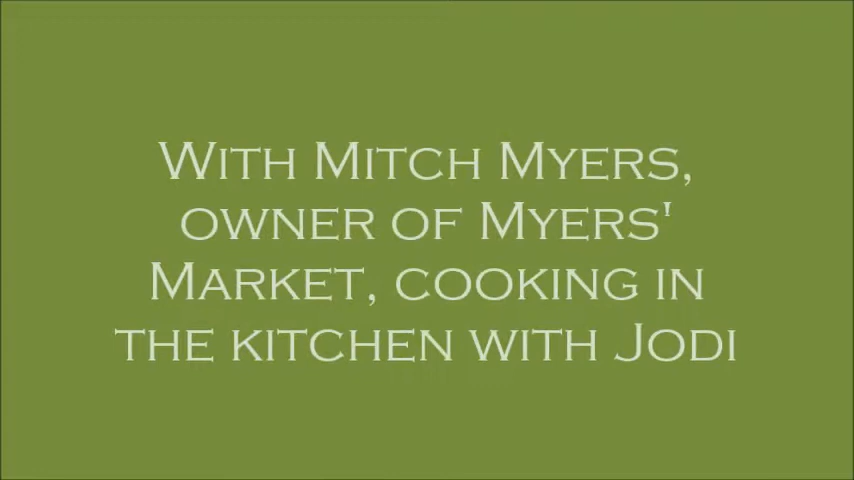 With Mitch Myers,
owner of Myers'
Market, cooking in
the kitchen with Jodi